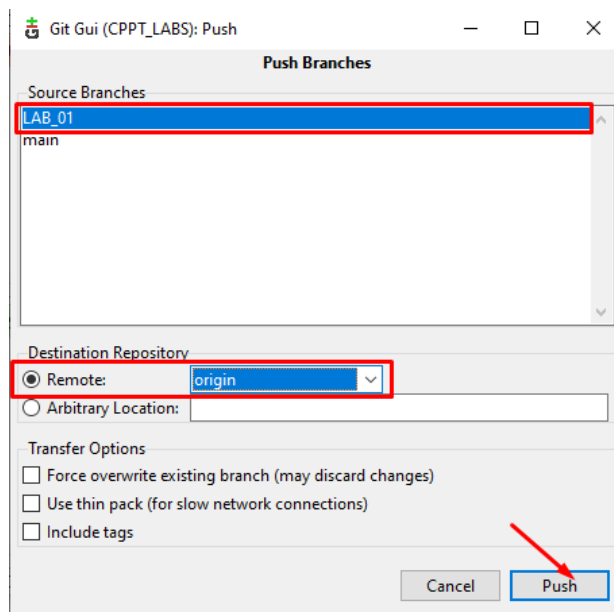 Git Gui (CPPT_LABS): Push
Push Branches
Source Branches
LAB_01
main
Destination Repository
Remote: origin
Arbitrary Location:
Transfer Options
Force overwrite existing branch (may discard changes)
Use thin pack (for slow network connections)
Include tags
Cancel Push